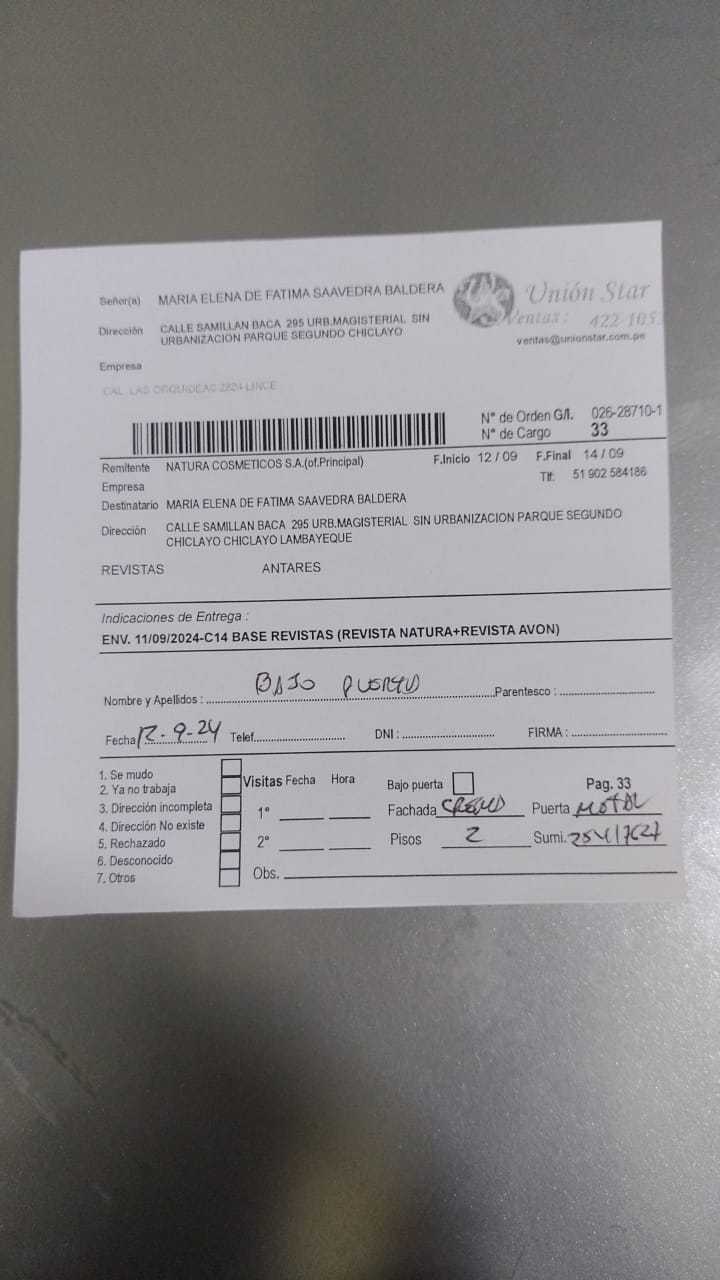 Señor(a) MARIA ELENA DE FATIMA SAAVEDRA BALDERA
Unión Star
Dirección CALLE SAMILLAN BACA 295 URB.MAGISTERIAL SIN
URBANIZACION PARQUE SEGUNDO CHICLAYO
Ventas: 422 105
ventas@unionstar.com.pe
Empresa
CAL. LAS ORQUIDEAS 2824 LINCE
N° de Orden G/I. 026-28710-1
N° de Cargo 33
Remitente NATURA COSMETICOS S.A.(of.Principal) F.Inicio 12 / 09 F.Final 14 / 09
Empresa Tlf: 51 902 584186
Destinatario MARIA ELENA DE FATIMA SAAVEDRA BALDERA
Dirección CALLE SAMILLAN BACA 295 URB.MAGISTERIAL SIN URBANIZACION PARQUE SEGUNDO
CHICLAYO CHICLAYO LAMBAYEQUE
REVISTAS ANTARES
Indicaciones de Entrega :
ENV. 11/09/2024-C14 BASE REVISTAS (REVISTA NATURA+REVISTA AVON)
Nombre y Apellidos : BAJO PUERTA Parentesco :
Fecha 12-9-24 Telef. DNI : FIRMA :
1. Se mudo
2. Ya no trabaja
3. Dirección incompleta
4. Dirección No existe
5. Rechazado
6. Desconocido
7. Otros
Visitas Fecha Hora
1°
2°
Obs.
Bajo puerta Pag. 33
Fachada CREMA Puerta METAL
Pisos 2 Sumi.